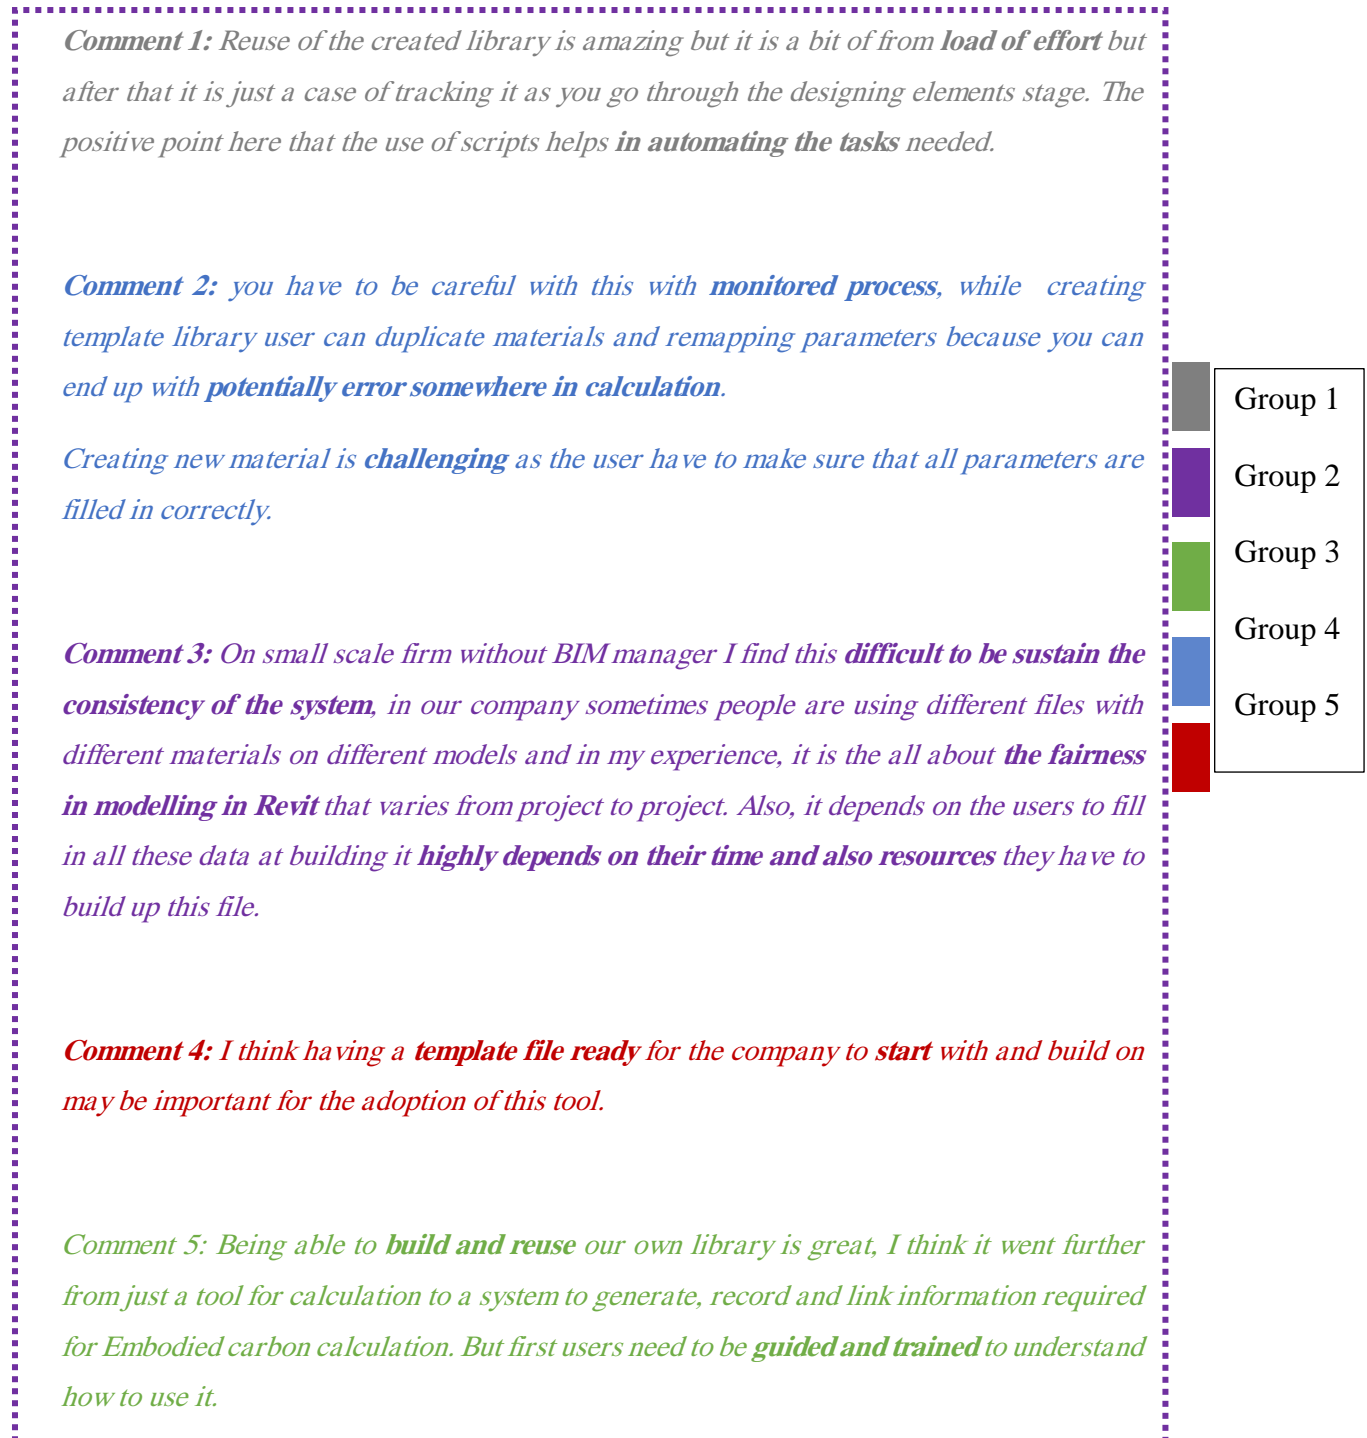 Comment 1: Reuse of the created library is amazing but it is a bit of from load of effort but
after that it is just a case of tracking it as you go through the designing elements stage. The
positive point here that the use of scripts helps in automating the tasks needed.
Comment 2: you have to be careful with this with monitored process, while creating
template library user can duplicate materials and remapping parameters because you can
end up with potentially error somewhere in calculation.
Creating new material is challenging as the user have to make sure that all parameters are
filled in correctly.
Comment 3: On small scale firm without BIM manager I find this difficult to be sustain the
consistency of the system, in our company sometimes people are using different files with
different materials on different models and in my experience, it is the all about the fairness
in modelling in Revit that varies from project to project. Also, it depends on the users to fill
in all these data at building it highly depends on their time and also resources they have to
build up this file.
Comment 4: I think having a template file ready for the company to start with and build on
may be important for the adoption of this tool.
Comment 5: Being able to build and reuse our own library is great, I think it went further
from just a tool for calculation to a system to generate, record and link information required
for Embodied carbon calculation. But first users need to be guided and trained to understand
how to use it.
Group 1
Group 2
Group 3
Group 4
Group 5